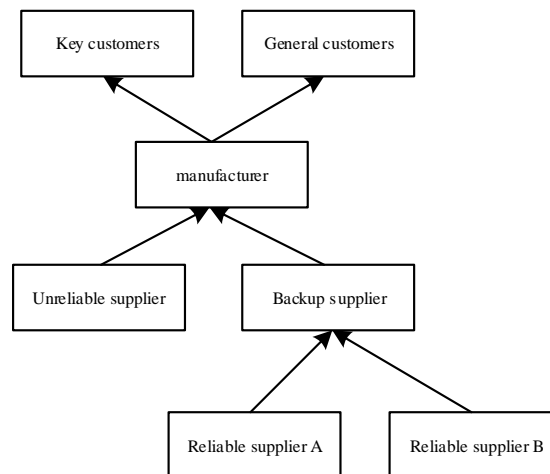 Key customers
General customers
manufacturer
Unreliable supplier
Backup supplier
Reliable supplier A
Reliable supplier B